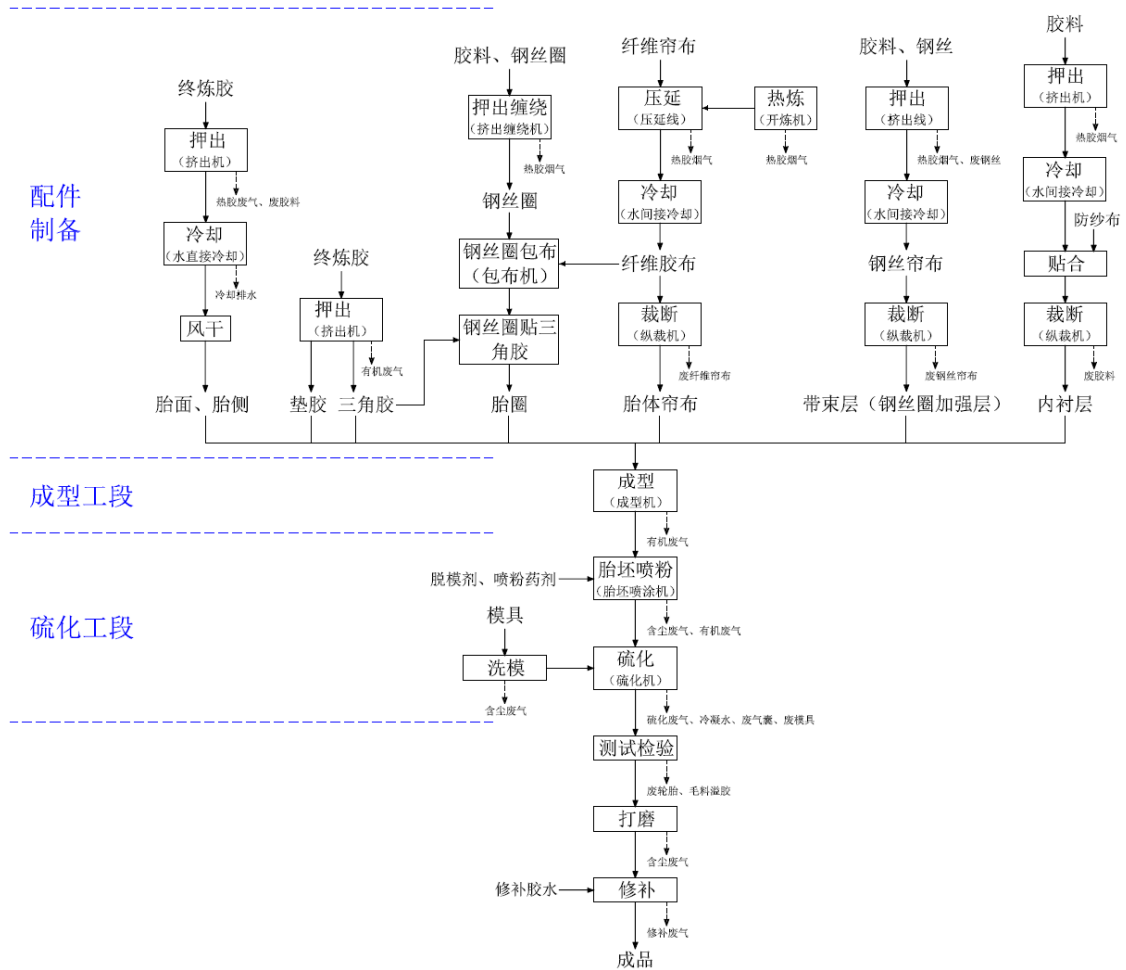 配件
制备
终炼胶
押出
(挤出机)
热胶废气、废胶料
冷却
(水直接冷却)
冷却排水
风干
胎面、胎侧
终炼胶
押出
(挤出机)
有机废气
垫胶
三角胶
胶料、钢丝圈
押出缠绕
(挤出缠绕机)
热胶烟气
钢丝圈
钢丝圈包布
(包布机)
钢丝圈贴三
角胶
胎圈
纤维帘布
压延
(压延线)
热胶烟气
热炼
(开炼机)
热胶烟气
冷却
(水间接冷却)
纤维胶布
裁断
(纵裁机)
废纤维帘布
胎体帘布
胶料、钢丝
押出
(挤出线)
热胶烟气、废钢丝
冷却
(水间接冷却)
钢丝帘布
裁断
(纵裁机)
废钢丝帘布
带束层（钢丝圈加强层）
胶料
押出
(挤出机)
热胶烟气
冷却
(水间接冷却)
防纱布
贴合
裁断
(纵裁机)
废胶料
内衬层
成型工段
成型
(成型机)
有机废气
硫化工段
脱模剂、喷粉药剂
胎坯喷粉
(胎坯喷涂机)
含尘废气、有机废气
模具
洗模
含尘废气
硫化
(硫化机)
硫化废气、冷凝水、废气囊、废模具
测试检验
废轮胎、毛料溢胶
打磨
含尘废气
修补胶水
修补
修补废气
成品